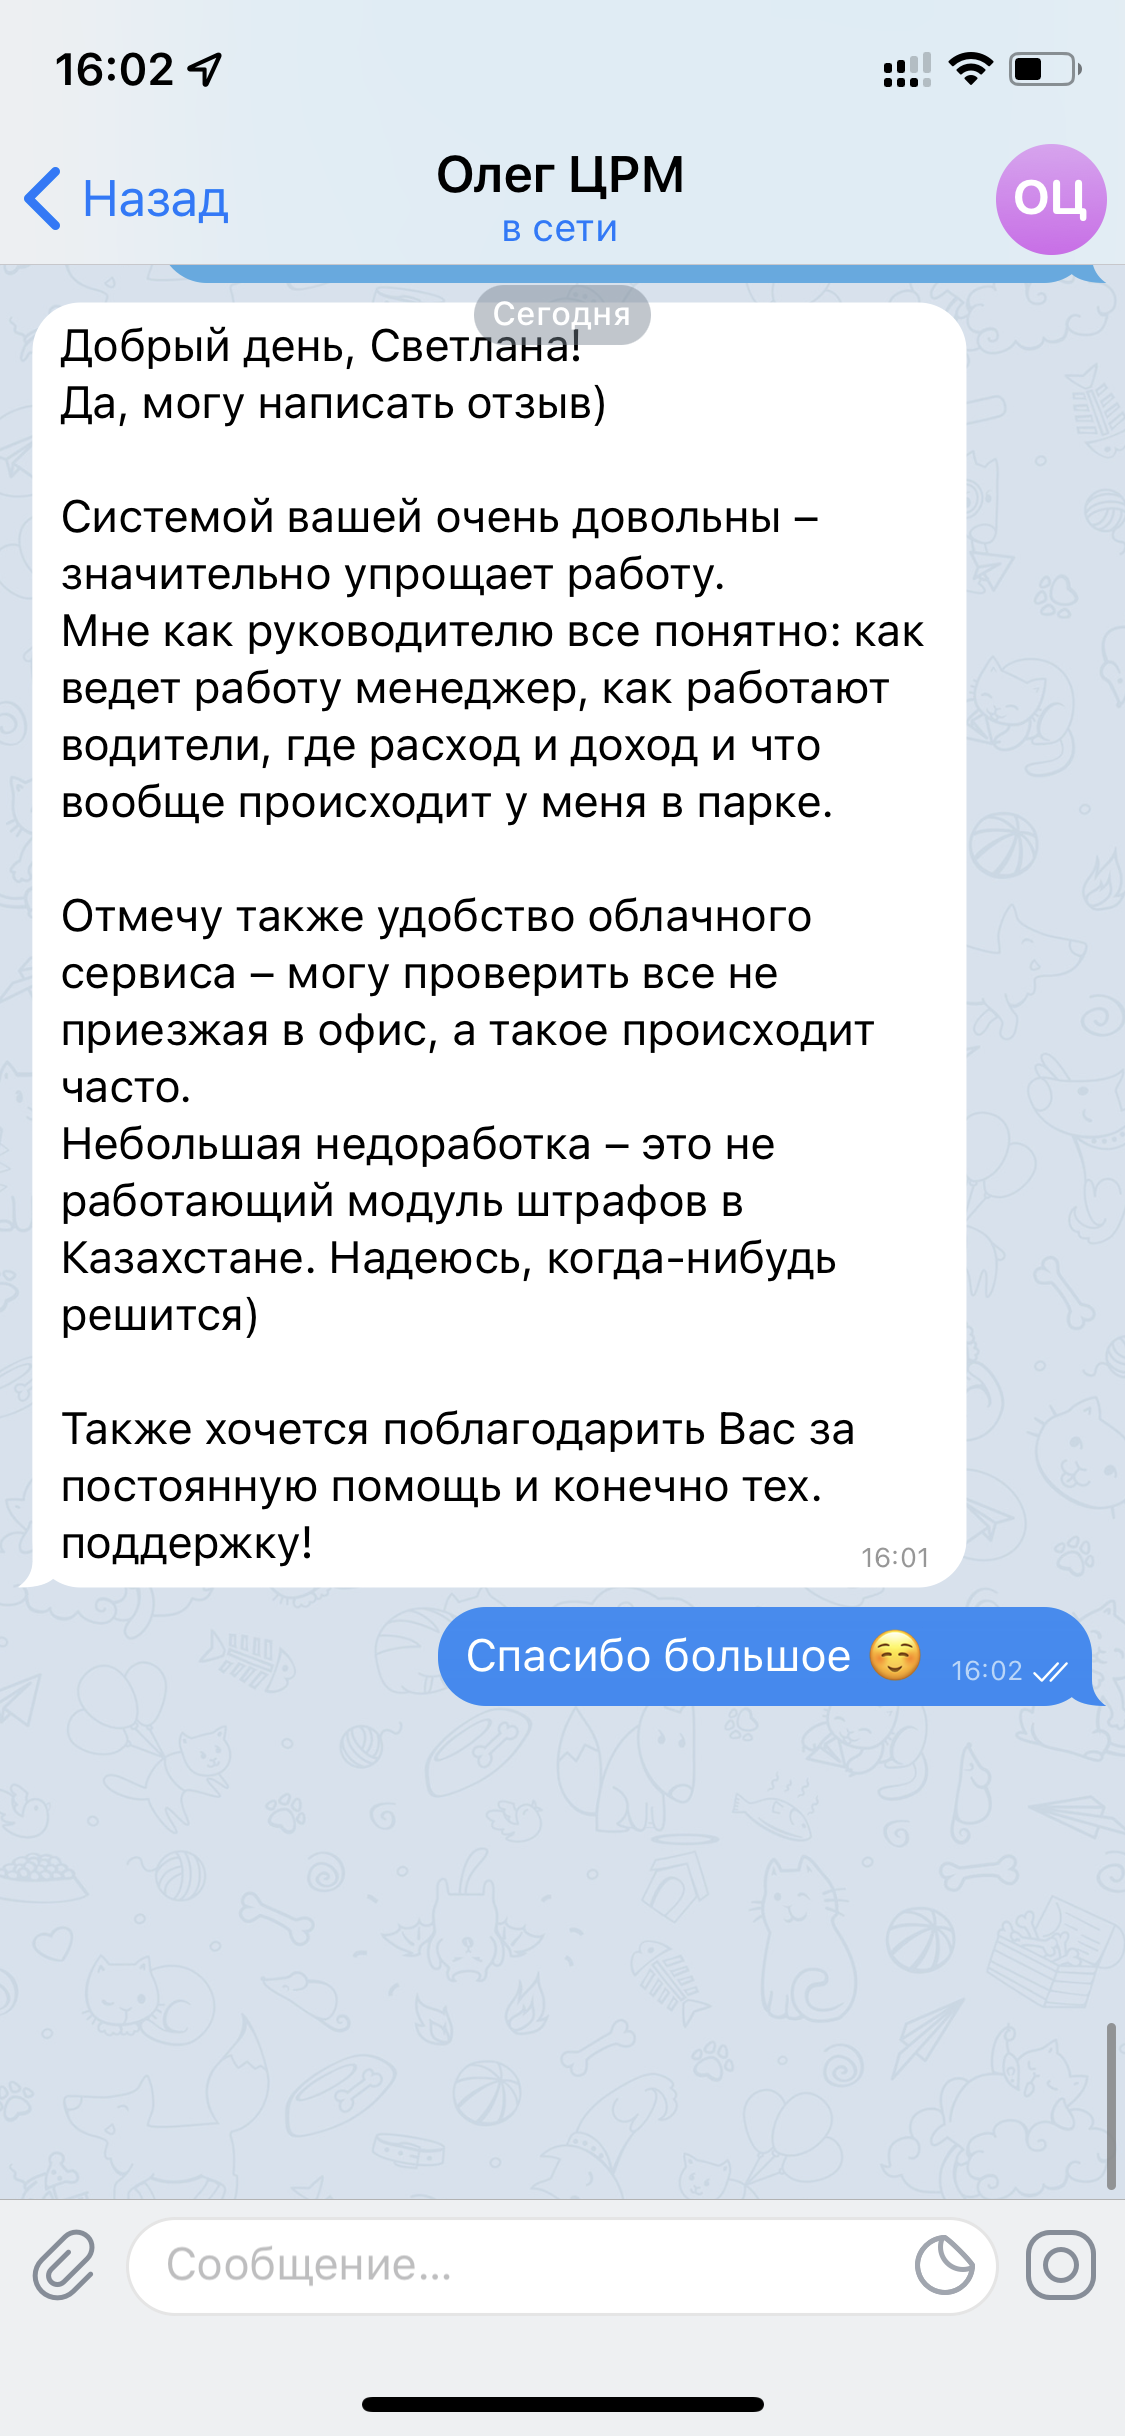 16:02
Назад
Олег ЦРМ
в сети
ОЦ
Сегодня
Добрый день, Светлана!
Да, могу написать отзыв)
Системой вашей очень довольны –
значительно упрощает работу.
Мне как руководителю все понятно: как
ведет работу менеджер, как работают
водители, где расход и доход и что
вообще происходит у меня в парке.
Отмечу также удобство облачного
сервиса – могу проверить все не
приезжая в офис, а такое происходит
часто.
Небольшая недоработка – это не
работающий модуль штрафов в
Казахстане. Надеюсь, когда-нибудь
решится)
Также хочется поблагодарить Вас за
постоянную помощь и конечно тех.
поддержку!
16:01
Спасибо большое ☺️ 16:02
Сообщение...